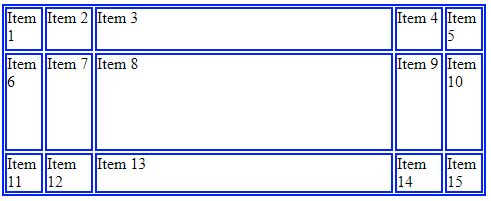 Item 1
Item 2
Item 3
Item 4
Item 5
Item 6
Item 7
Item 8
Item 9
Item 10
Item 11
Item 12
Item 13
Item 14
Item 15